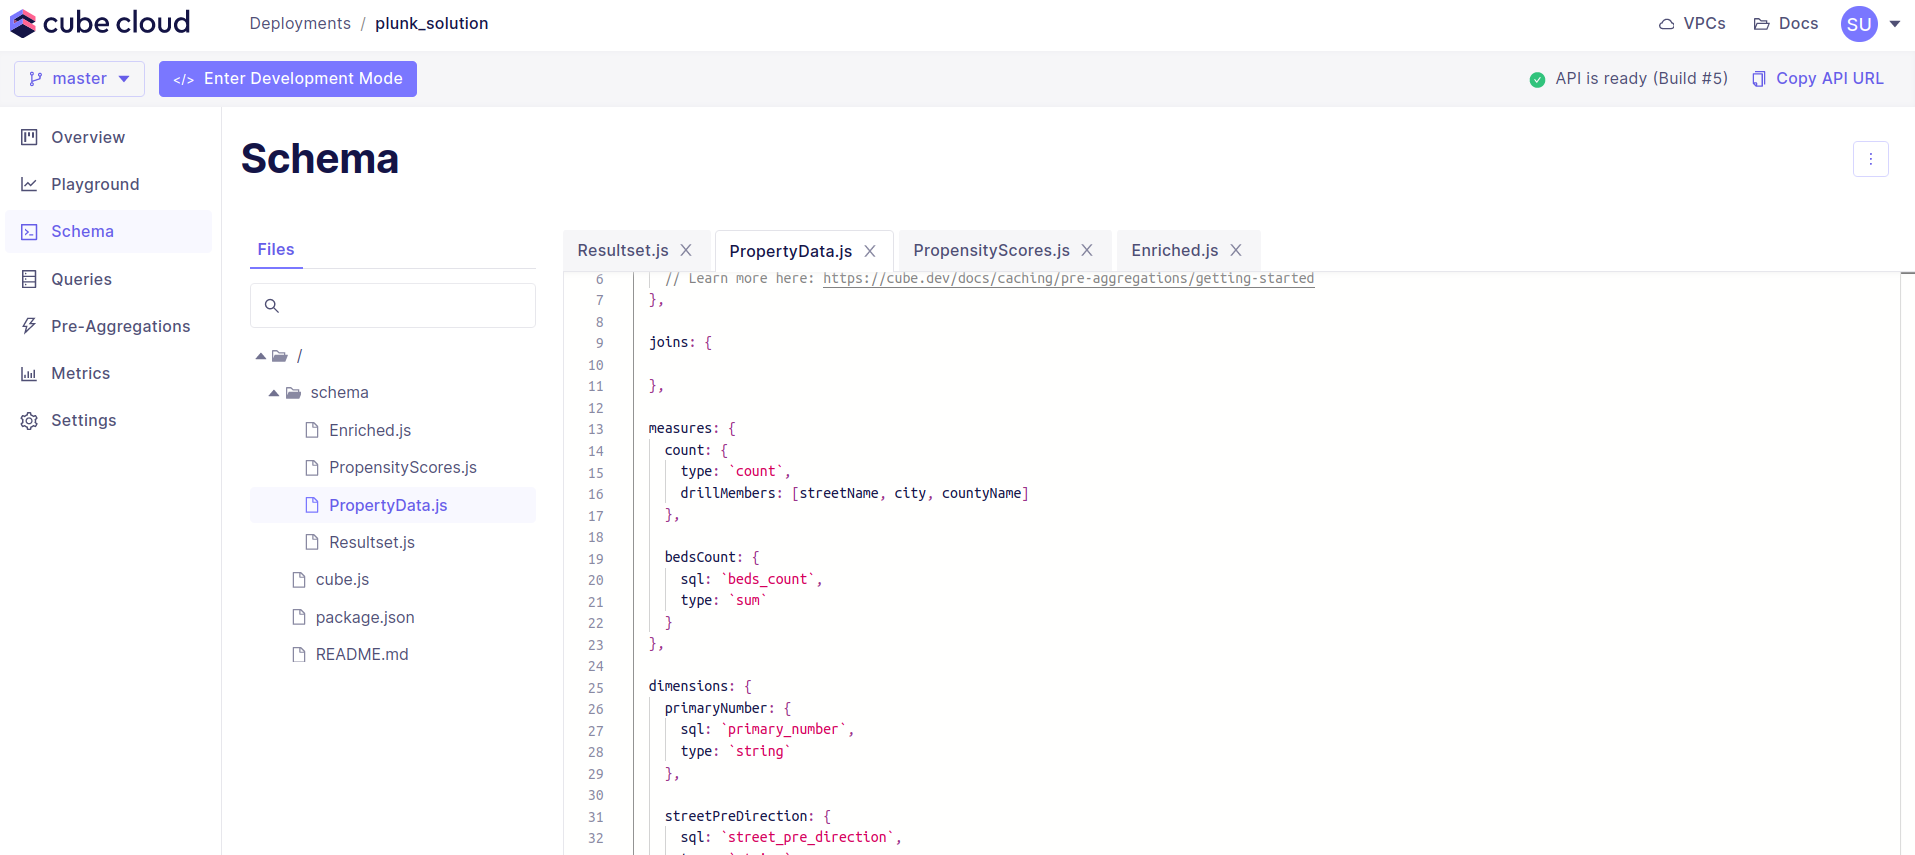 cube cloud
Deployments / plunk_solution
VPCs
Docs
SU
master
</> Enter Development Mode
API is ready (Build #5)
Copy API URL
Overview
Playground
Schema
Queries
Pre-Aggregations
Metrics
Settings
Schema
Files
/
schema
Enriched.js
PropensityScores.js
PropertyData.js
Resultset.js
cube.js
package.json
README.md
Resultset.js
PropertyData.js
PropensityScores.js
Enriched.js
6 // Learn more here: https://cube.dev/docs/caching/pre-aggregations/getting-started
7 },
8
9 joins: {
10
11 },
12
13 measures: {
14 count: {
15 type: `count`,
16 drillMembers: [streetName, city, countyName]
17 },
18
19 bedsCount: {
20 sql: `beds_count`,
21 type: `sum`
22 }
23 },
24
25 dimensions: {
26 primaryNumber: {
27 sql: `primary_number`,
28 type: `string`
29 },
30
31 streetPreDirection: {
32 sql: `street_pre_direction`,